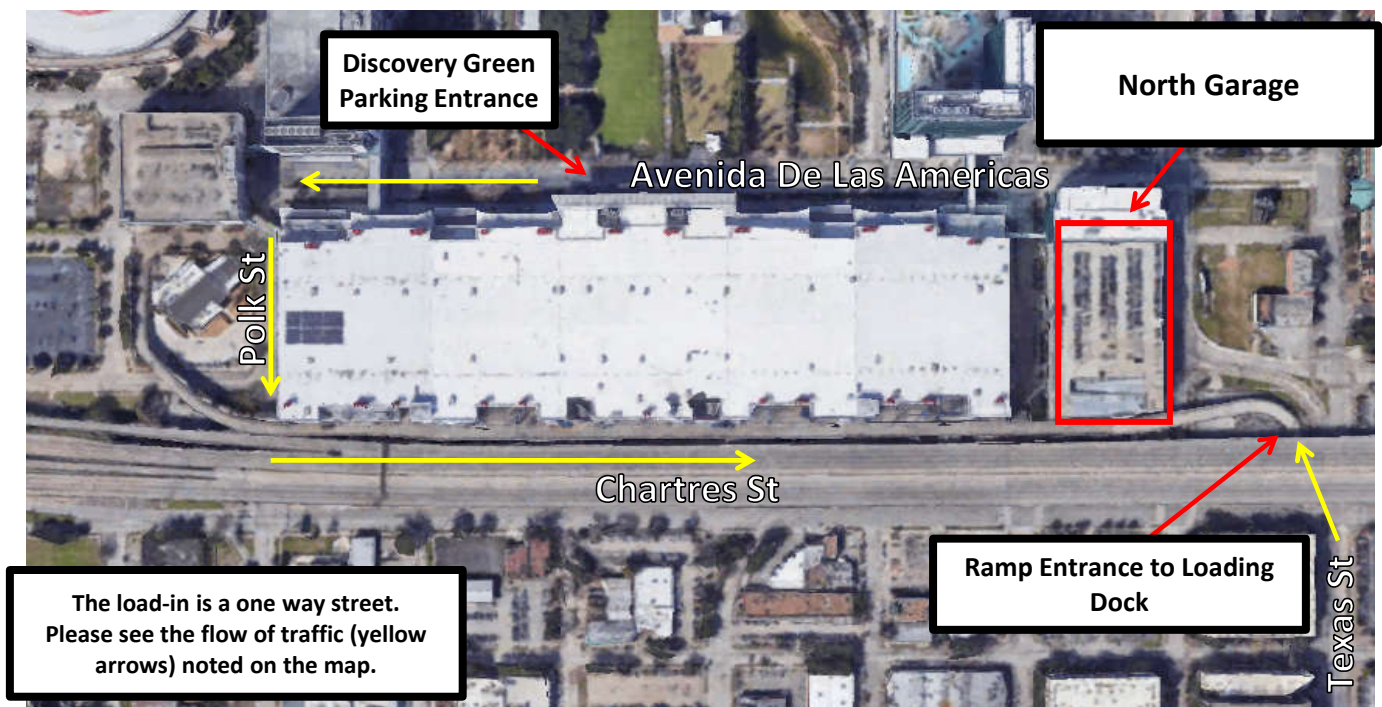 Discovery Green
Parking Entrance
North Garage
Avenida De Las Americas
Polk St
Chartres St
Ramp Entrance to Loading
Dock
Texas St
The load-in is a one way street.
Please see the flow of traffic (yellow
arrows) noted on the map.